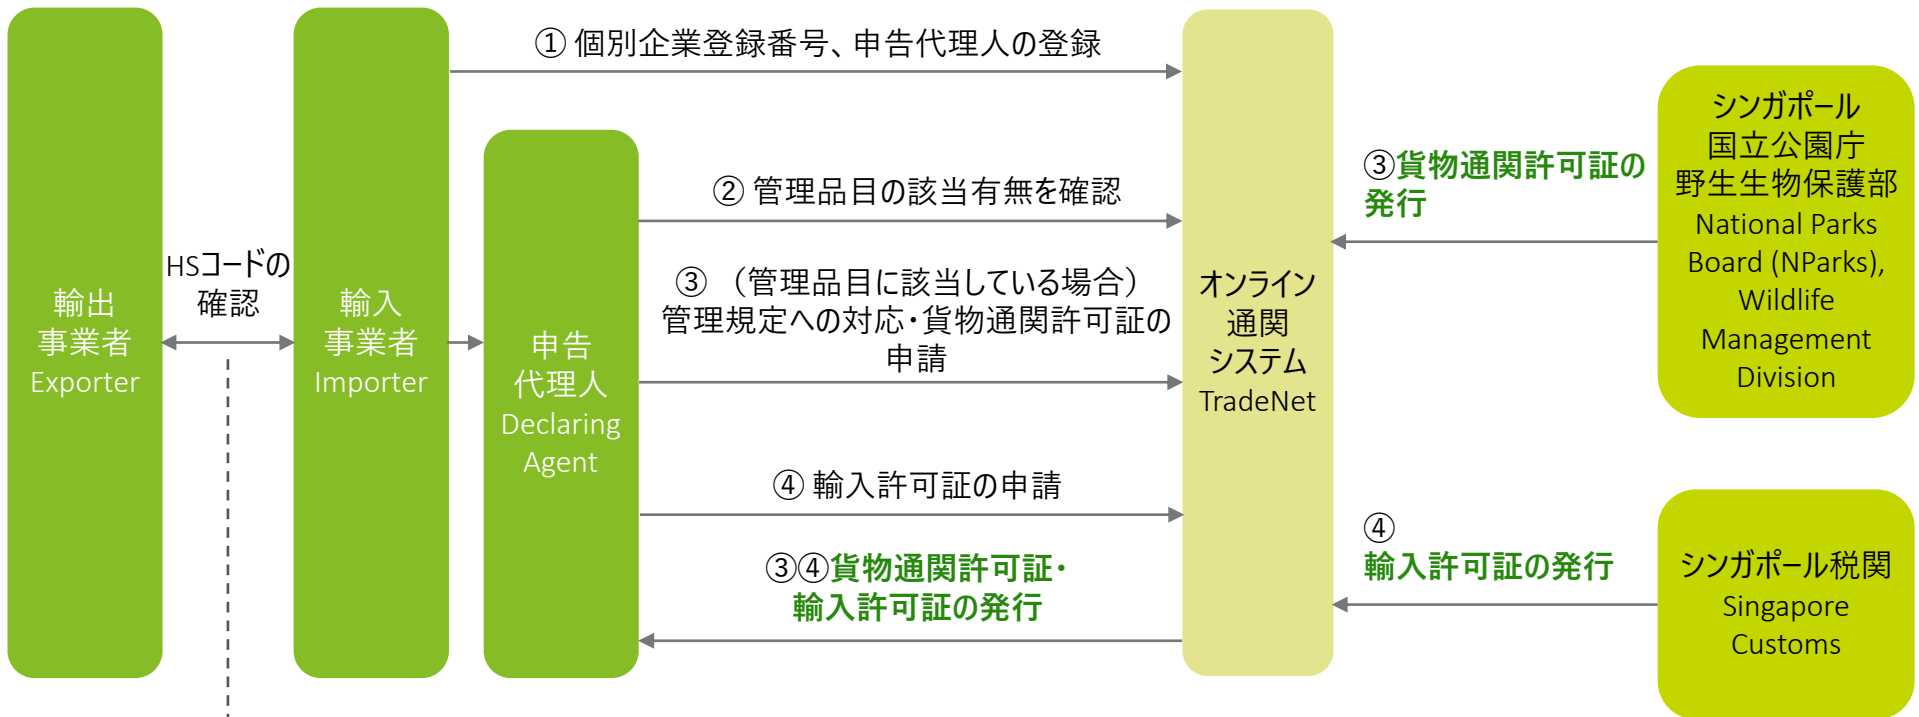 ① 個別企業登録番号、申告代理人の登録
輸出
事業者
Exporter
HSコードの
確認
輸入
事業者
Importer
申告
代理人
Declaring
Agent
② 管理品目の該当有無を確認
③ （管理品目に該当している場合）
管理規定への対応・貨物通関許可証の
申請
④ 輸入許可証の申請
③④貨物通関許可証・
輸入許可証の発行
オンライン
通関
システム
TradeNet
③貨物通関許可証の
発行
④
輸入許可証の発行
シンガポール
国立公園庁
野生生物保護部
National Parks
Board (NParks),
Wildlife
Management
Division
シンガポール税関
Singapore
Customs